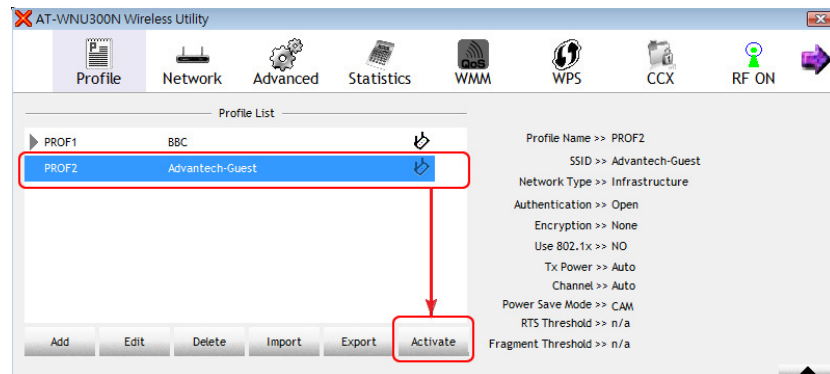 AT-WNU300N Wireless Utility
Profile Network Advanced Statistics QoS WMM WPS CCX RF ON
Profile List
PROF1 BBC
PROF2 Advantech-Guest
Add Edit Delete Import Export Activate
Profile Name >> PROF2
SSID >> Advantech-Guest
Network Type >> Infrastructure
Authentication >> Open
Encryption >> None
Use 802.1x >> NO
Tx Power >> Auto
Channel >> Auto
Power Save Mode >> CAM
RTS Threshold >> n/a
Fragment Threshold >> n/a